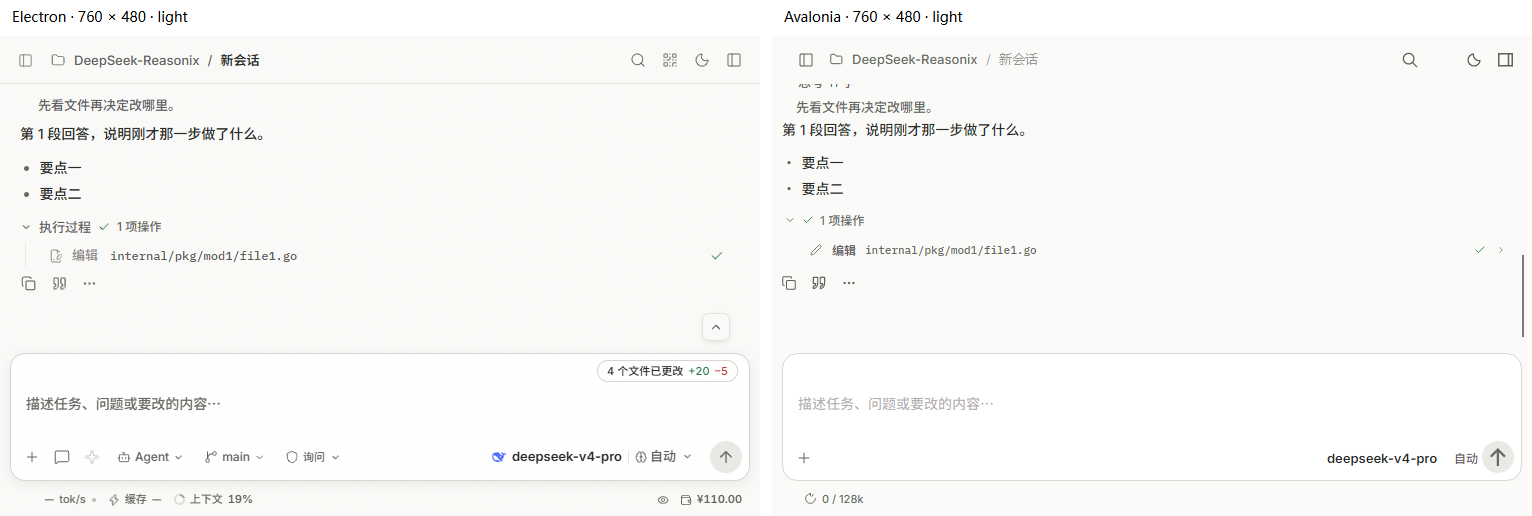 Electron · 760 × 480 · light
DeepSeek-Reasonix / 新会话
先看文件再决定改哪里。
第 1 段回答，说明刚才那一步做了什么。
• 要点一
• 要点二
执行过程 ✓ 1 项操作
编辑 internal/pkg/mod1/file1.go
4 个文件已更改 +20 −5
描述任务、问题或要改的内容…
Agent main 询问 deepseek-v4-pro 自动
— tok/s 缓存 — 上下文 19% ¥110.00
Avalonia · 760 × 480 · light
DeepSeek-Reasonix / 新会话
先看文件再决定改哪里。
第 1 段回答，说明刚才那一步做了什么。
• 要点一
• 要点二
✓ 1 项操作
编辑 internal/pkg/mod1/file1.go
描述任务、问题或要改的内容…
deepseek-v4-pro 自动
0 / 128k